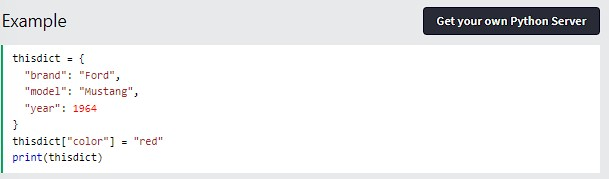 Example
Get your own Python Server
thisdict = {
  "brand": "Ford",
  "model": "Mustang",
  "year": 1964
}
thisdict["color"] = "red"
print(thisdict)